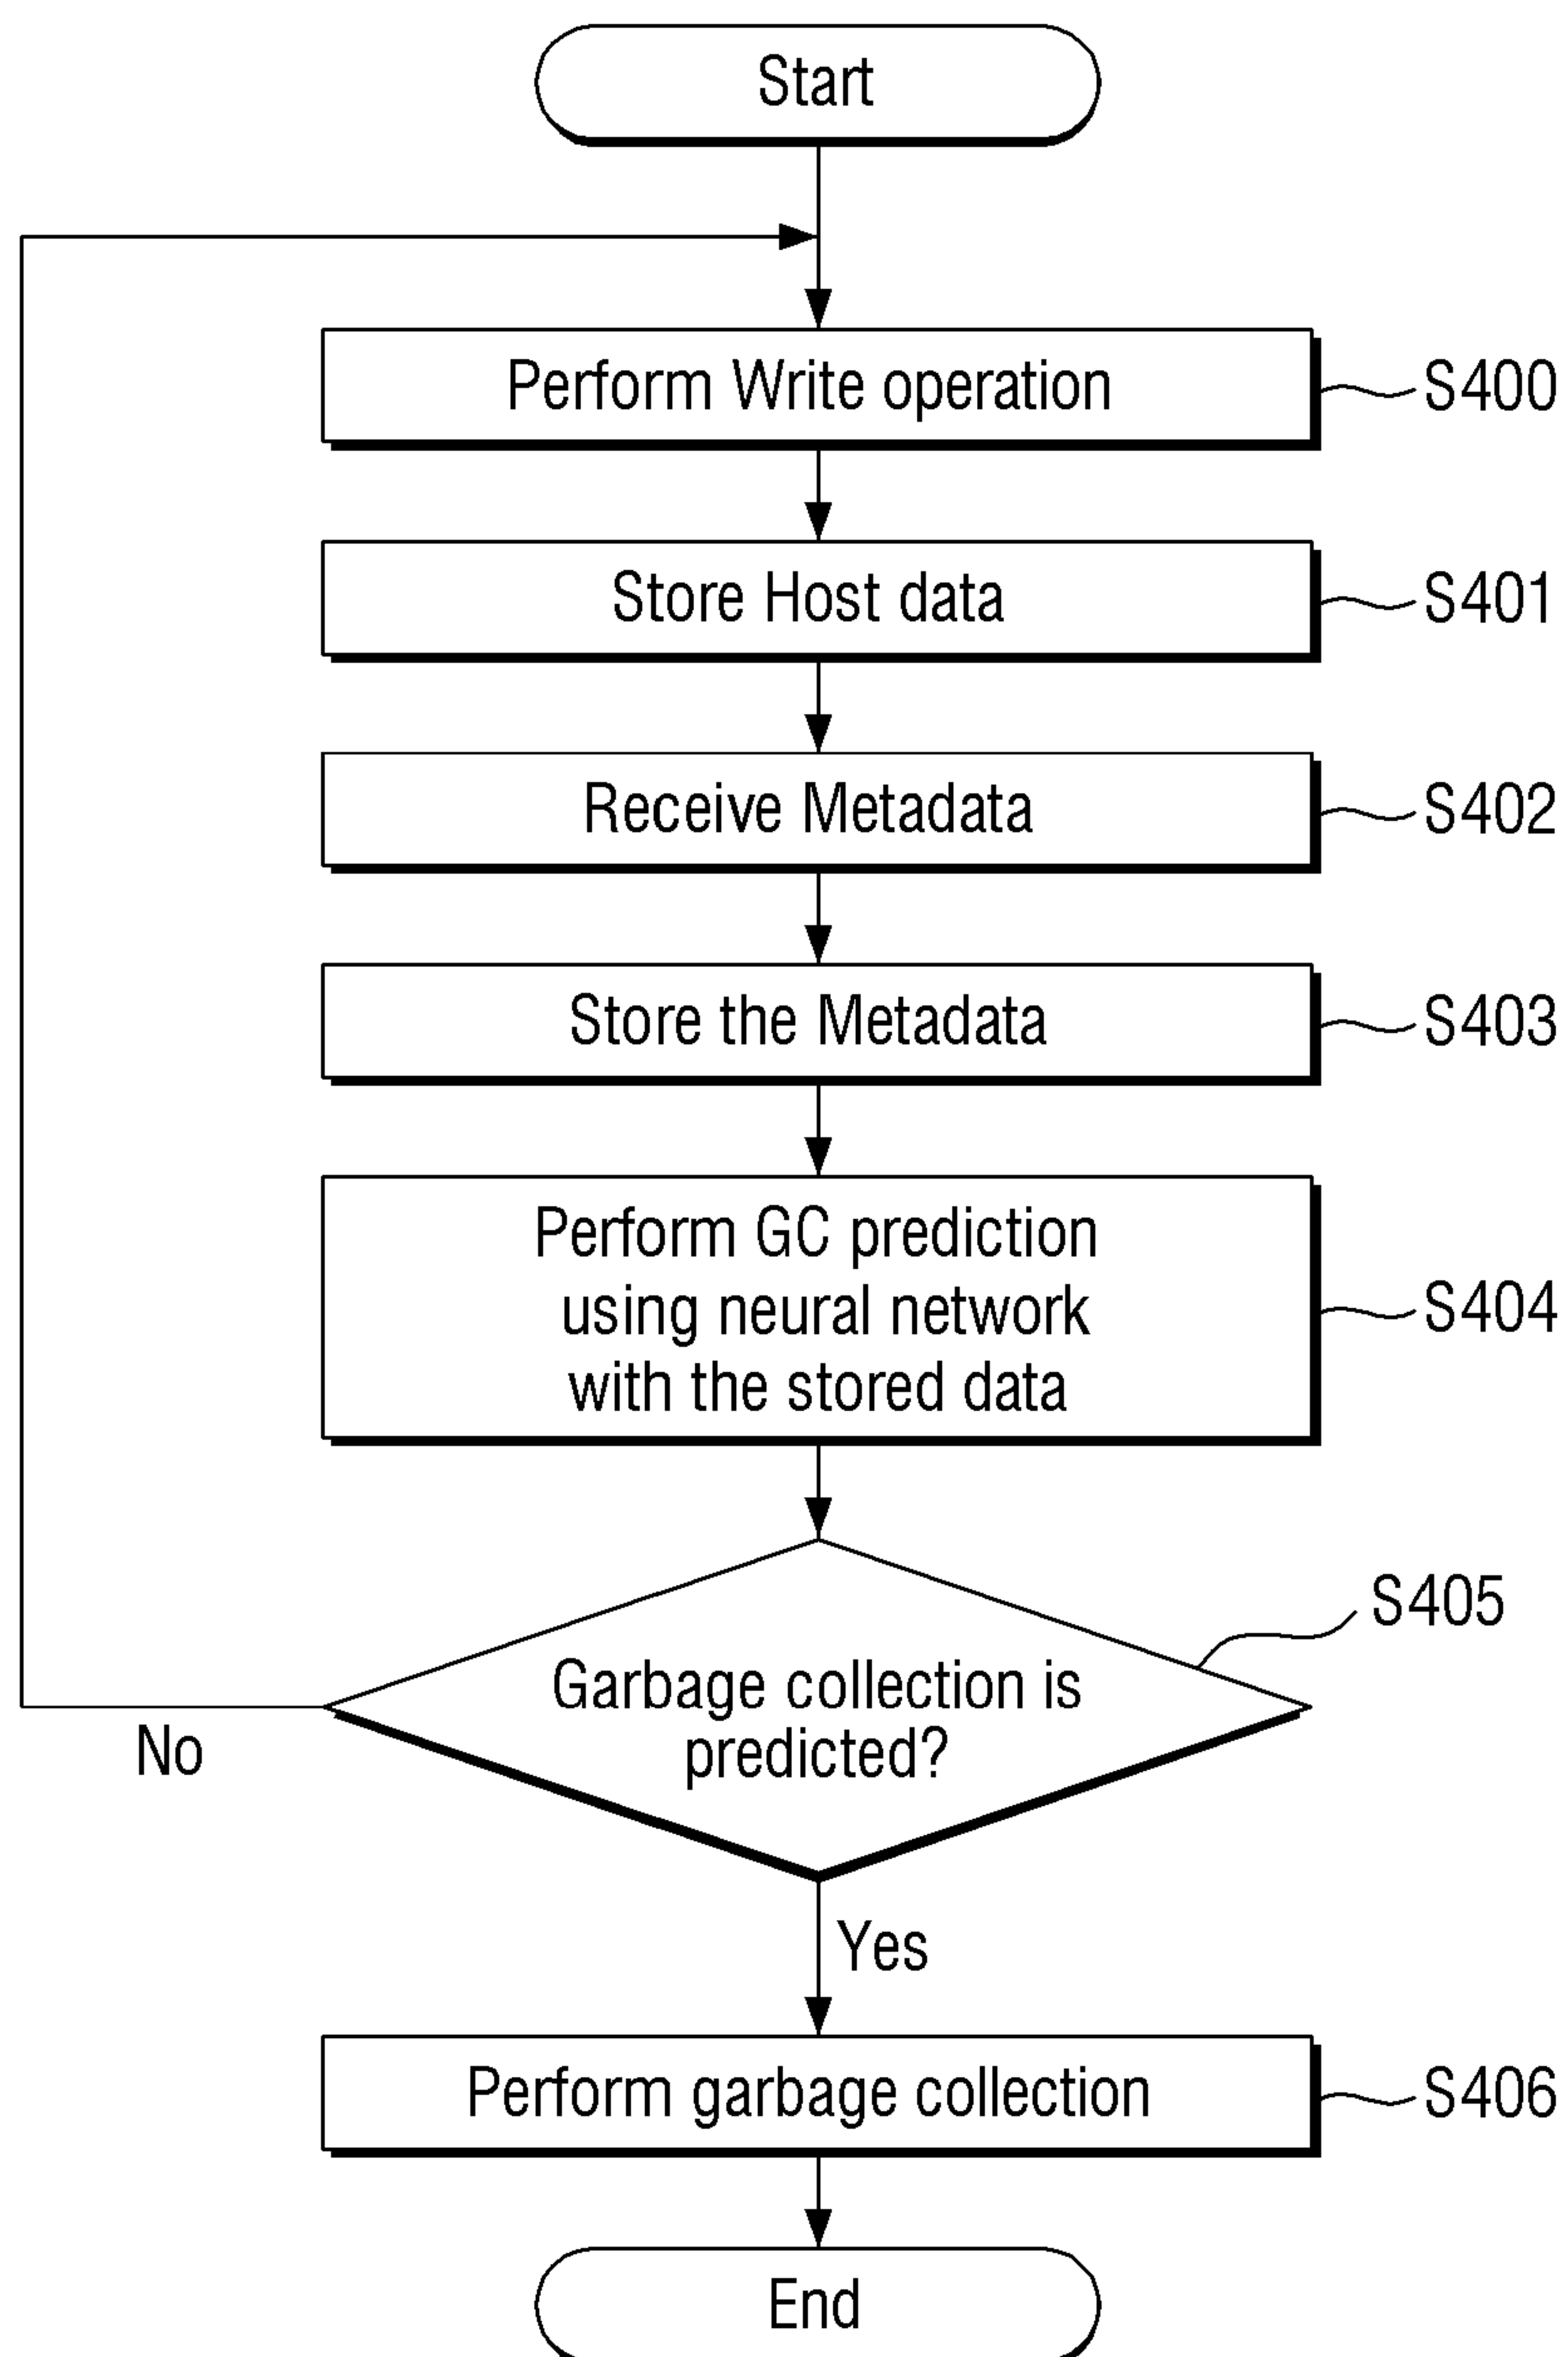 Start
Perform Write operation
S400
Store Host data
S401
Receive Metadata
S402
Store the Metadata
S403
Perform GC prediction
using neural network
with the stored data
S404
S405
Garbage collection is
predicted?
No
Yes
Perform garbage collection
S406
End